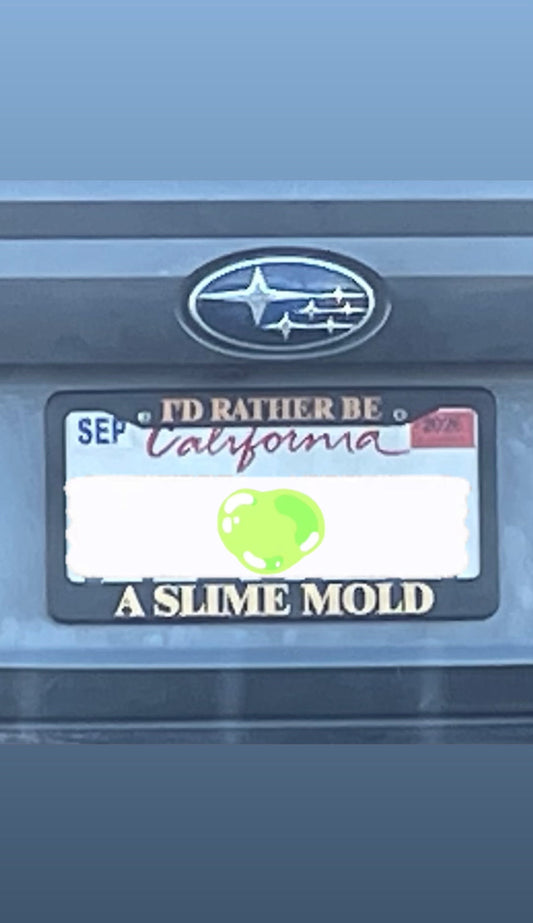 I'D RATHER BE
SEP California 2026
A SLIME MOLD